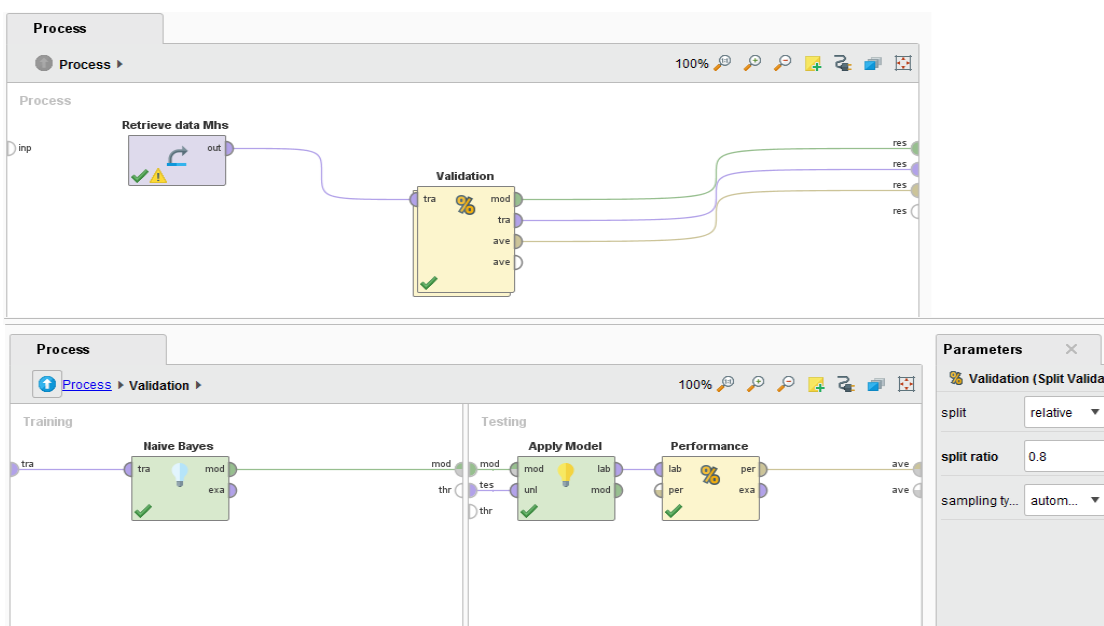 Process
Process
100%
Process
inp
Retrieve data Mhs
out
Validation
tra
mod
tra
ave
ave
res
res
res
res
Process
Process Validation
100%
Training
tra
Naive Bayes
tra
mod
exa
mod
thr
Testing
mod
tes
thr
Apply Model
mod
lab
unl
mod
Performance
lab
per
per
exa
ave
ave
Parameters
Validation (Split Valida
split
relative
split ratio
0.8
sampling ty...
autom...